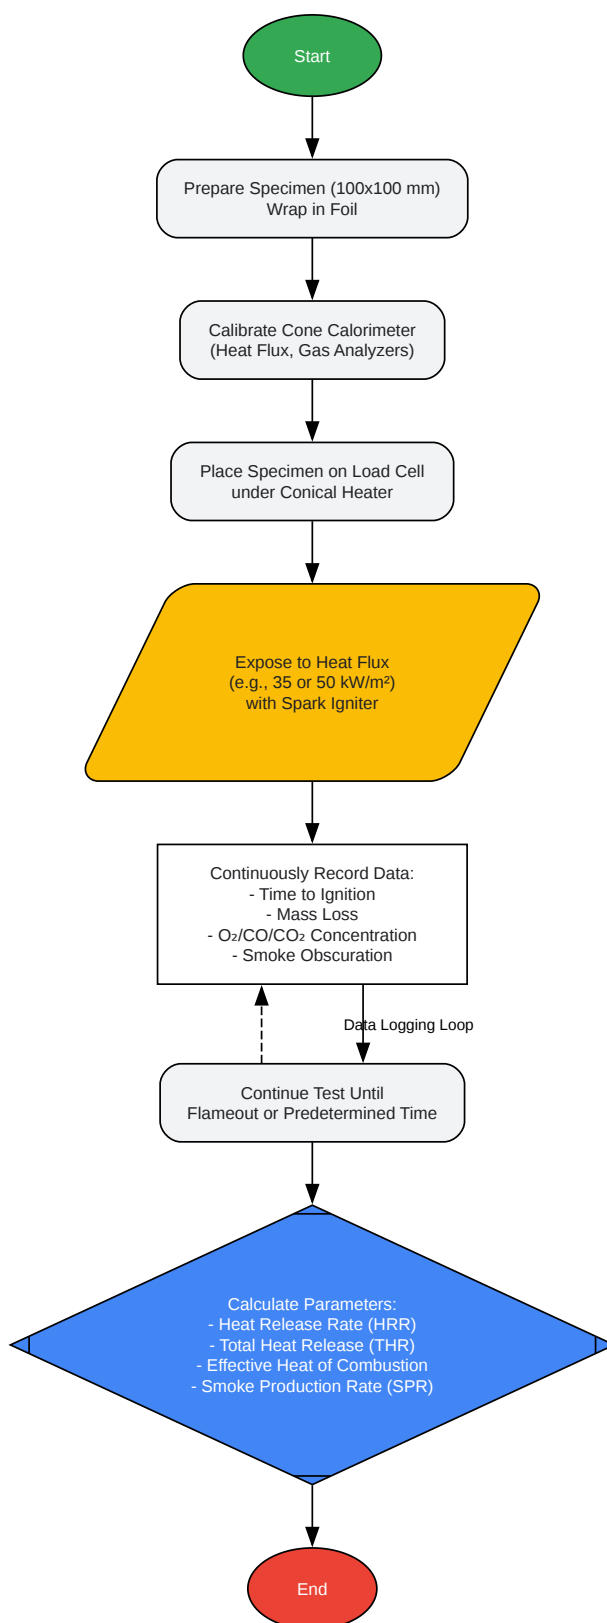 Start
Prepare Specimen (100x100 mm)
Wrap in Foil
Calibrate Cone Calorimeter
(Heat Flux, Gas Analyzers)
Place Specimen on Load Cell
under Conical Heater
Expose to Heat Flux
(e.g., 35 or 50 kW/m²)
with Spark Igniter
Continuously Record Data:
- Time to Ignition
- Mass Loss
- O₂/CO/CO₂ Concentration
- Smoke Obscuration
Data Logging Loop
Continue Test Until
Flameout or Predetermined Time
Calculate Parameters:
- Heat Release Rate (HRR)
- Total Heat Release (THR)
- Effective Heat of Combustion
- Smoke Production Rate (SPR)
End